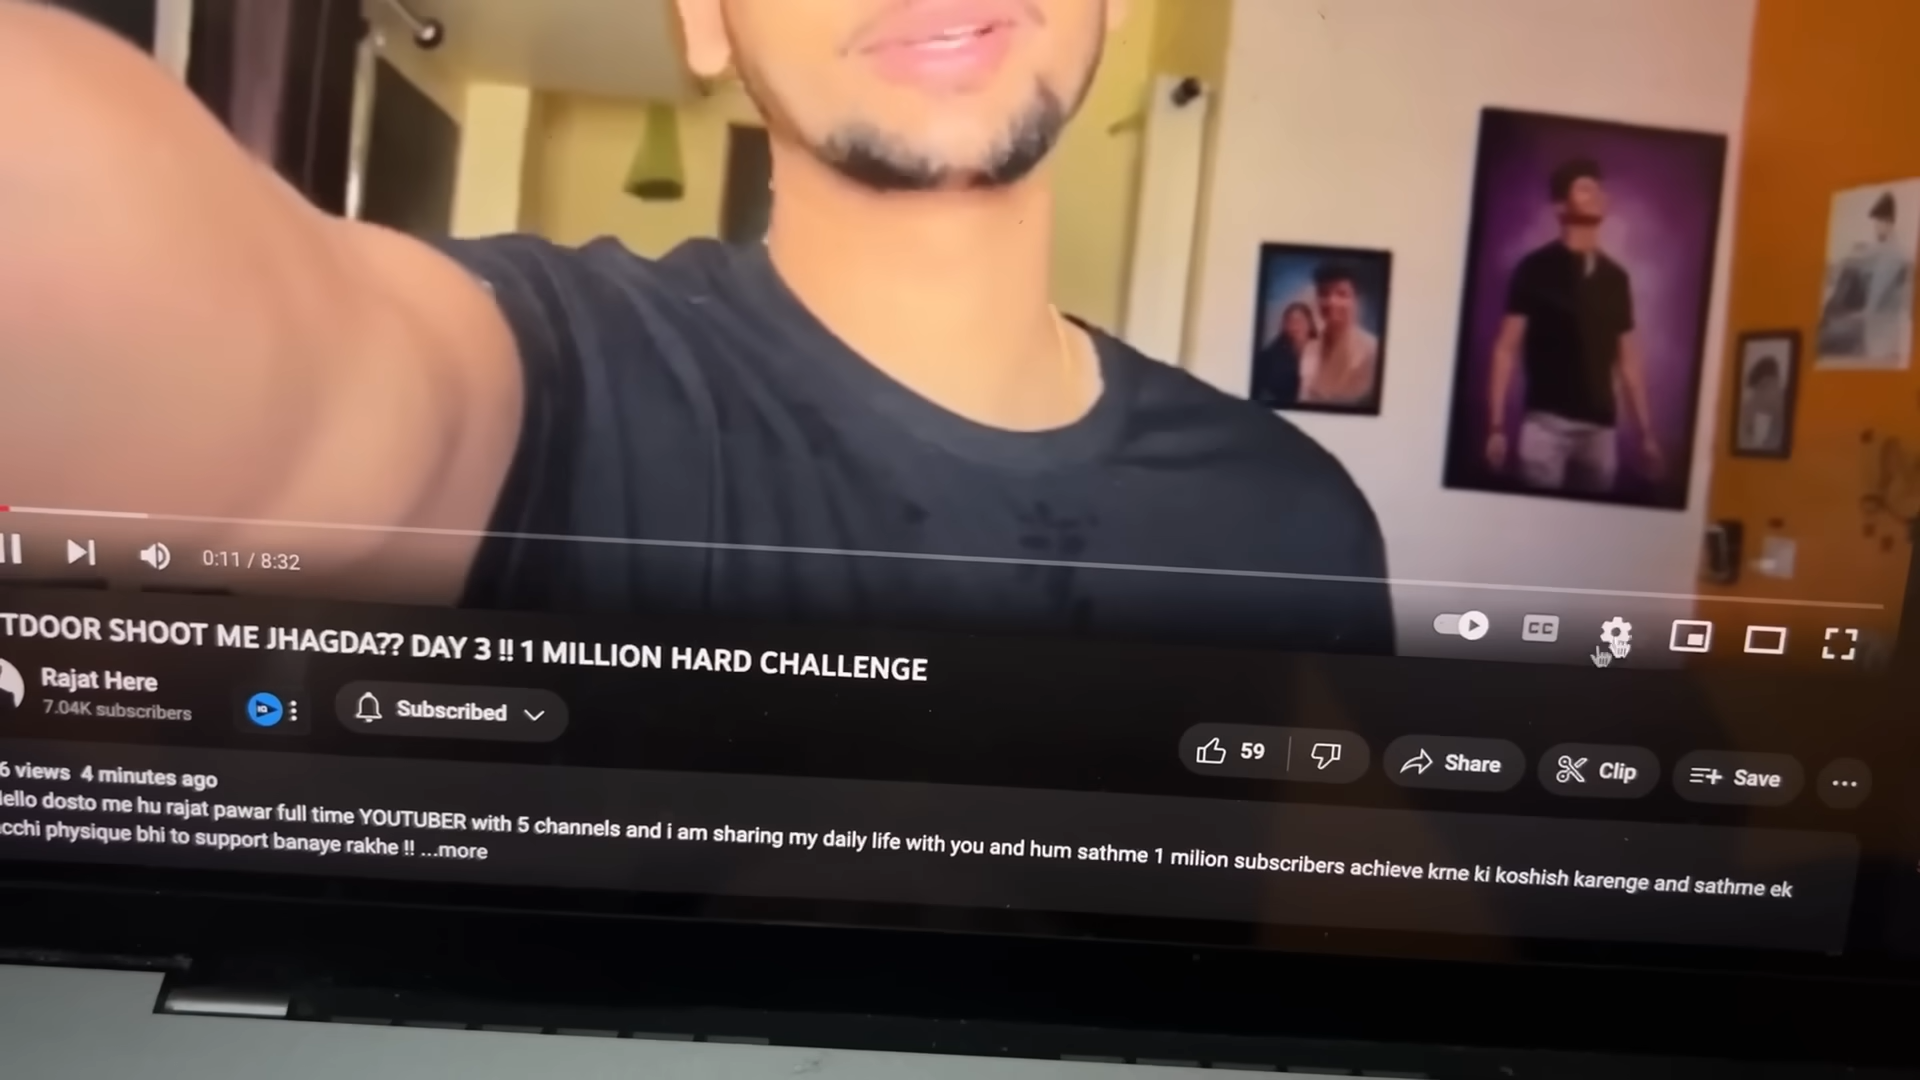 0:11 / 8:32
CC
TDOOR SHOOT ME JHAGDA?? DAY 3 !! 1 MILLION HARD CHALLENGE
Rajat Here
7.04K subscribers
Subscribed
59
Share
Clip
Save
6 views 4 minutes ago
ello dosto me hu rajat pawar full time YOUTUBER with 5 channels and i am sharing my daily life with you and hum sathme 1 milion subscribers achieve krne ki koshish karenge and sathme ek
cchi physique bhi to support banaye rakhe !! ...more